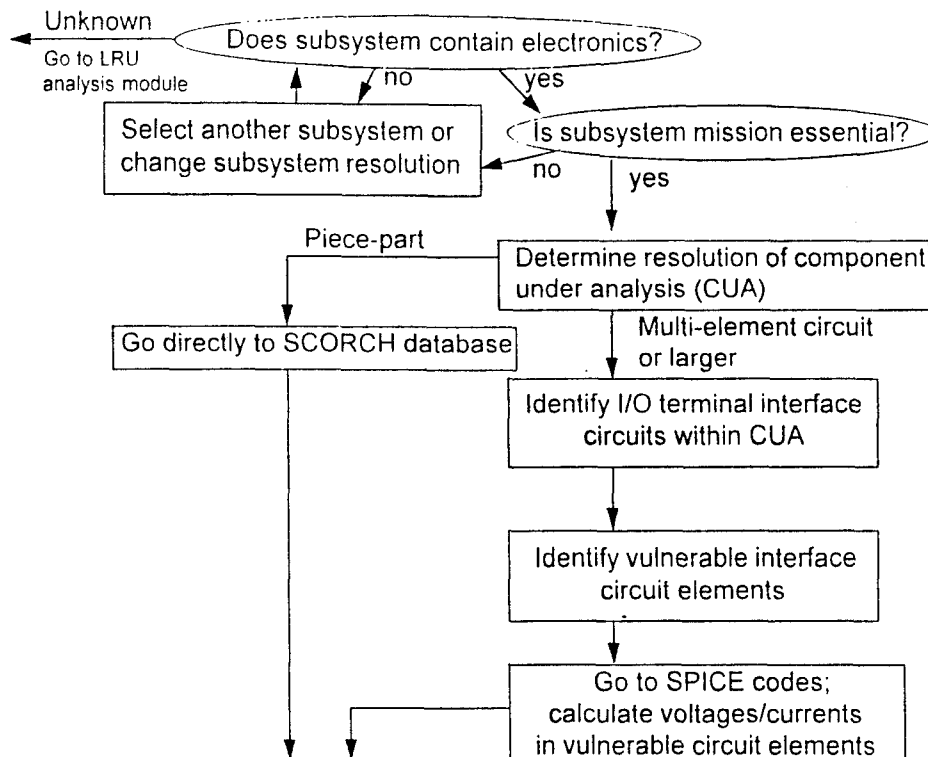 Unknown
Does subsystem contain electronics?
Go to LRU
analysis module
no
yes
Select another subsystem or
change subsystem resolution
Is subsystem mission essential?
no
yes
Piece-part
Determine resolution of component
under analysis (CUA)
Go directly to SCORCH database
Multi-element circuit
or larger
Identify I/O terminal interface
circuits within CUA
Identify vulnerable interface
circuit elements
Go to SPICE codes;
calculate voltages/currents
in vulnerable circuit elements